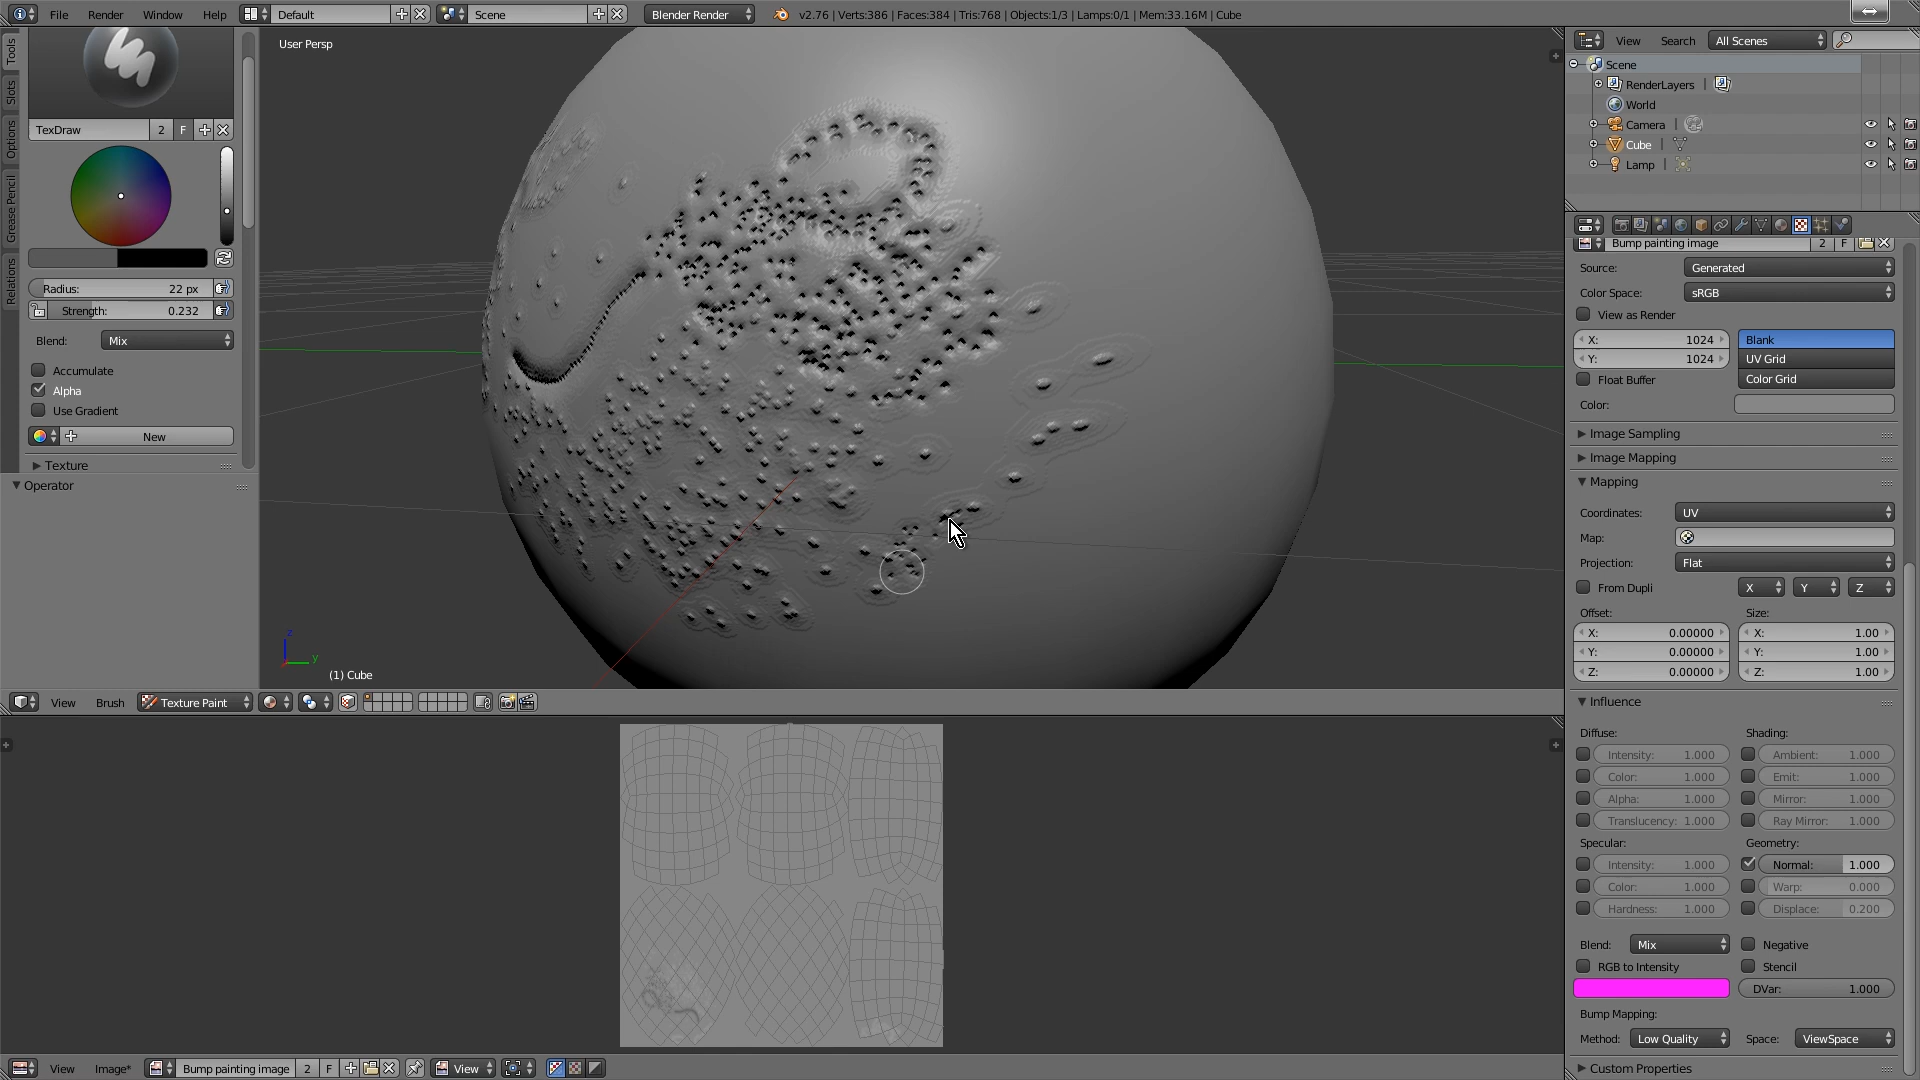 File Render Window Help Default Scene Blender Render v2.76 | Verts:386 | Faces:384 | Tris:768 | Objects:1/3 | Lamps:0/1 | Mem:33.16M | Cube
Tools
Slots
Options
Grease Pencil
Relations
TexDraw 2 F
Radius: 22 px
Strength: 0.232
Blend: Mix
Accumulate
Alpha
Use Gradient
New
Texture
Operator
User Persp
z
y
(1) Cube
View Brush Texture Paint
View Image* Bump painting image 2 F View
View Search All Scenes
Scene
RenderLayers
World
Camera
Cube
Lamp
Bump painting image 2 F
Source: Generated
Color Space: sRGB
View as Render
X: 1024 Blank
Y: 1024 UV Grid
Float Buffer Color Grid
Color:
Image Sampling
Image Mapping
Mapping
Coordinates: UV
Map:
Projection: Flat
From Dupli X Y Z
Offset: Size:
X: 0.00000 X: 1.00
Y: 0.00000 Y: 1.00
Z: 0.00000 Z: 1.00
Influence
Diffuse: Shading:
Intensity: 1.000 Ambient: 1.000
Color: 1.000 Emit: 1.000
Alpha: 1.000 Mirror: 1.000
Translucency: 1.000 Ray Mirror: 1.000
Specular: Geometry:
Intensity: 1.000 Normal: 1.000
Color: 1.000 Warp: 0.000
Hardness: 1.000 Displace: 0.200
Blend: Mix Negative
RGB to Intensity Stencil
DVar: 1.000
Bump Mapping:
Method: Low Quality Space: ViewSpace
Custom Properties